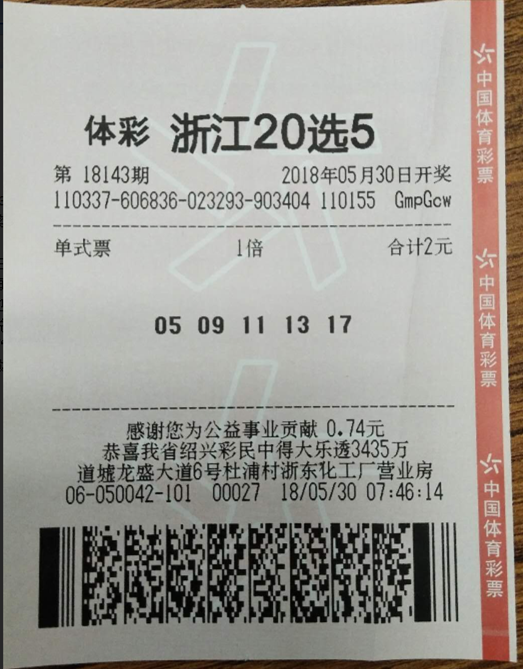 体彩 浙江20选5
第 18143期 2018年05月30日开奖
110337-606836-023293-903404 110155 GmpGcw
单式票 1倍 合计2元
05 09 11 13 17
感谢您为公益事业贡献 0.74元
恭喜我省绍兴彩民中得大乐透3435万
道墟龙盛大道6号杜浦村浙东化工厂营业房
06-050042-101 00027 18/05/30 07:46:14
中国体育彩票
中国体育彩票
中国体育彩票